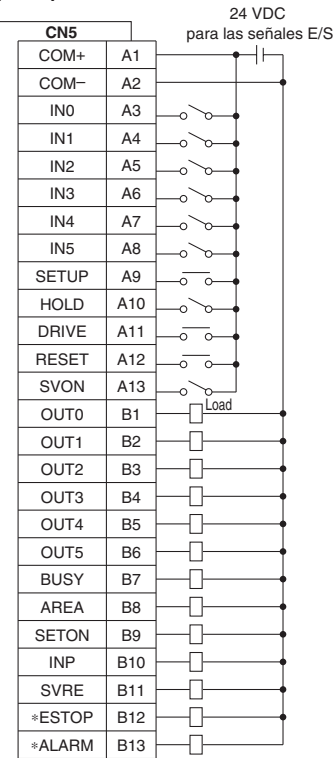 24 VDC
para las señales E/S
CN5
COM+ A1
COM− A2
IN0 A3
IN1 A4
IN2 A5
IN3 A6
IN4 A7
IN5 A8
SETUP A9
HOLD A10
DRIVE A11
RESET A12
SVON A13
Load
OUT0 B1
OUT1 B2
OUT2 B3
OUT3 B4
OUT4 B5
OUT5 B6
BUSY B7
AREA B8
SETON B9
INP B10
SVRE B11
*ESTOP B12
*ALARM B13